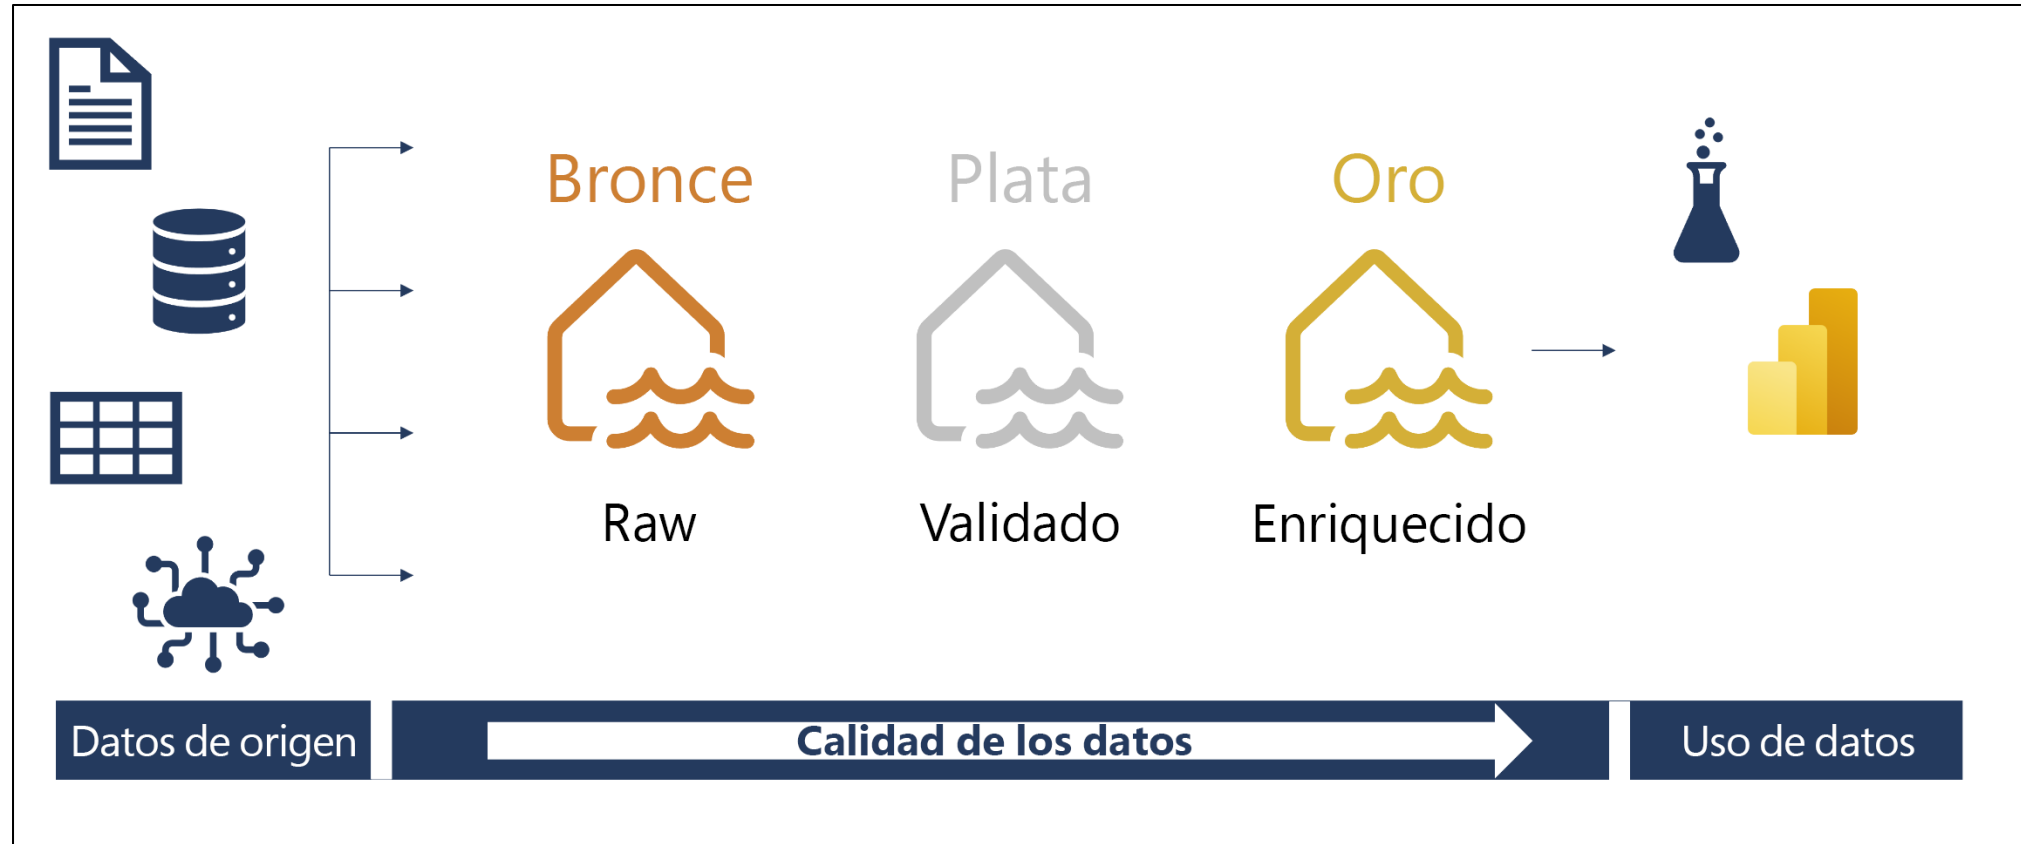 Bronce
Plata
Oro
Raw
Validado
Enriquecido
Datos de origen
Calidad de los datos
Uso de datos